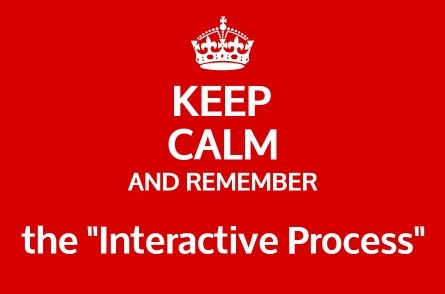 KEEP
CALM
AND REMEMBER
the "Interactive Process"